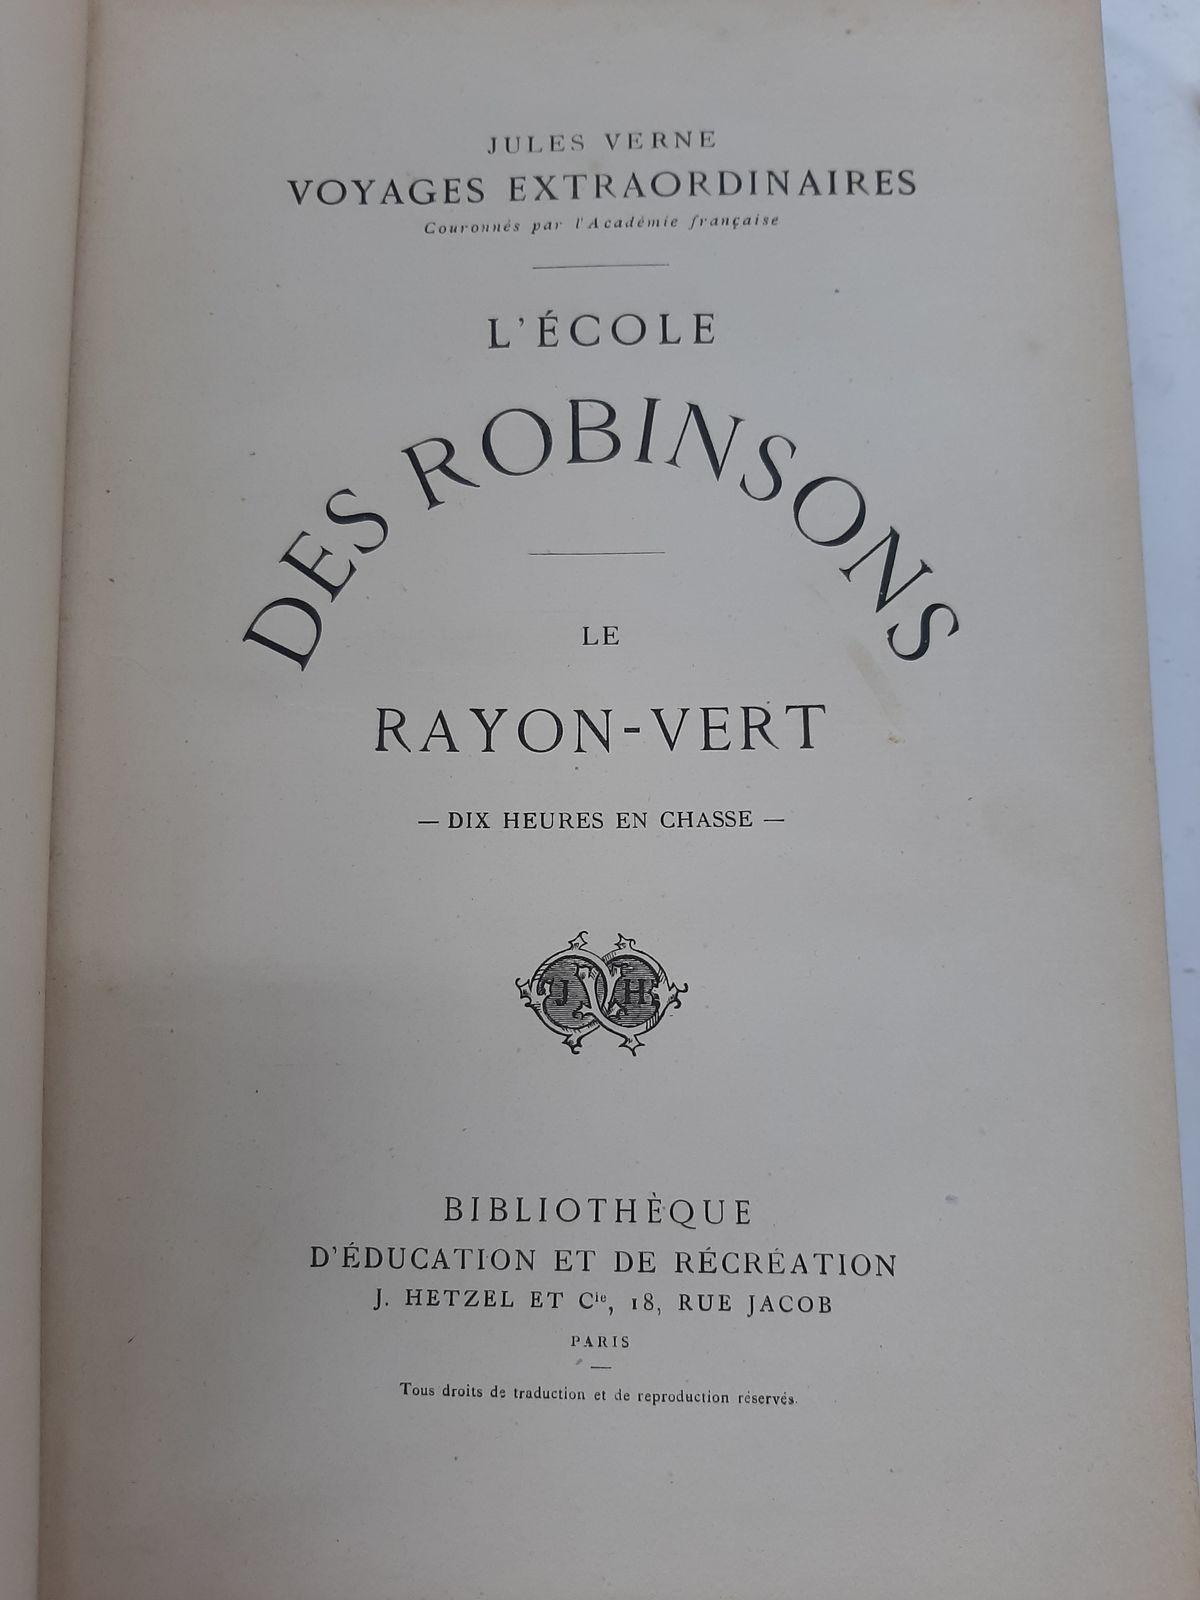 JULES VERNE
VOYAGES EXTRAORDINAIRES
Couronnés par l'Académie française
L'ÉCOLE
DES ROBINSONS
LE
RAYON-VERT
— DIX HEURES EN CHASSE —
J H
BIBLIOTHÈQUE
D'ÉDUCATION ET DE RÉCRÉATION
J. HETZEL ET Cie, 18, RUE JACOB
PARIS
Tous droits de traduction et de reproduction réservés.